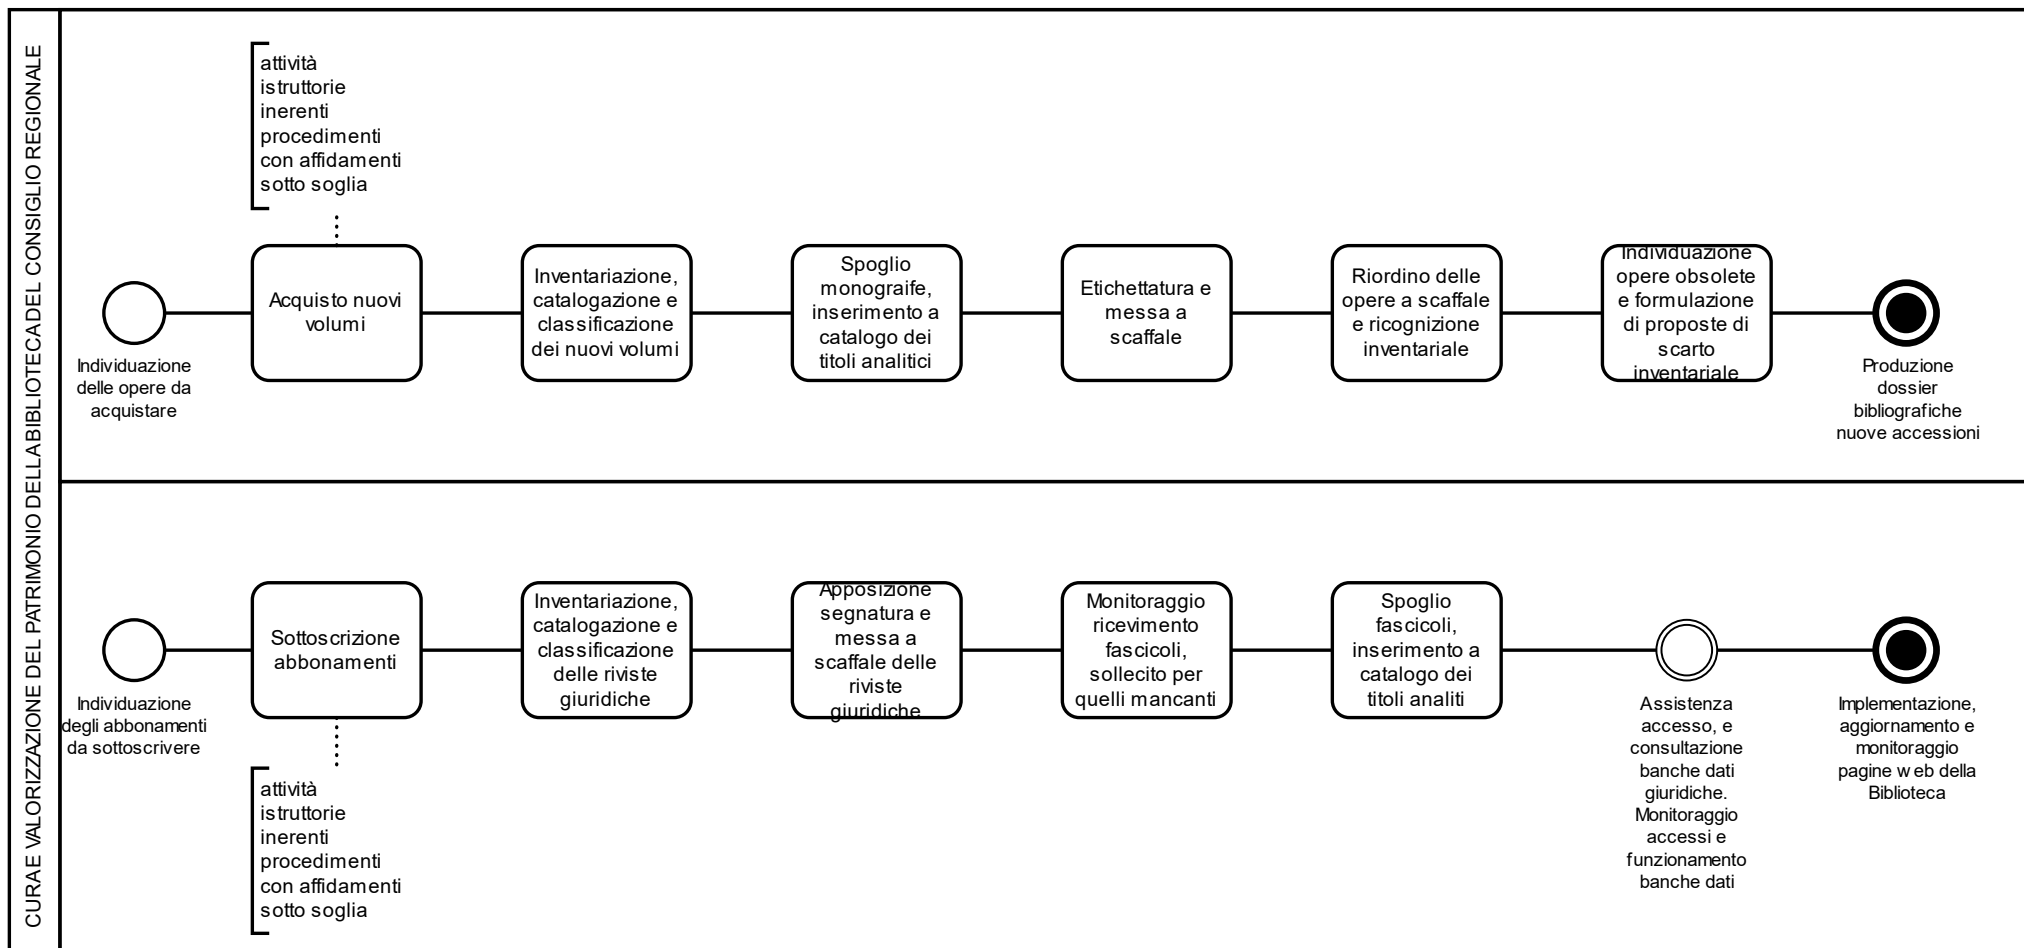 CURAE VALORIZZAZIONE DEL PATRIMONIO DELLABIBLIOTECADEL CONSIGLIO REGIONALE
attività
istruttorie
inerenti
procedimenti
con affidamenti
sotto soglia
Individuazione
delle opere da
acquistare
Acquisto nuovi
volumi
Inventariazione,
catalogazione e
classificazione
dei nuovi volumi
Spoglio
monograife,
inserimento a
catalogo dei
titoli analitici
Etichettatura e
messa a
scaffale
Riordino delle
opere a scaffale
e ricognizione
inventariale
Individuazione
opere obsolete
e formulazione
di proposte di
scarto
inventariale
Produzione
dossier
bibliografiche
nuove accessioni
Individuazione
degli abbonamenti
da sottoscrivere
Sottoscrizione
abbonamenti
Inventariazione,
catalogazione e
classificazione
delle riviste
giuridiche
Apposizione
segnatura e
messa a
scaffale delle
riviste
giuridiche
Monitoraggio
ricevimento
fascicoli,
sollecito per
quelli mancanti
Spoglio
fascicoli,
inserimento a
catalogo dei
titoli analiti
Assistenza
accesso, e
consultazione
banche dati
giuridiche.
Monitoraggio
accessi e
funzionamento
banche dati
Implementazione,
aggiornamento e
monitoraggio
pagine web della
Biblioteca
attività
istruttorie
inerenti
procedimenti
con affidamenti
sotto soglia